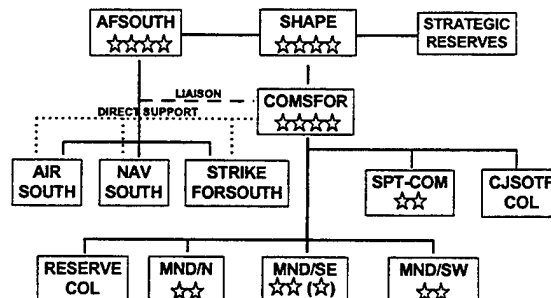 AFSOUTH
SHAPE
STRATEGIC
RESERVES
LIAISON
DIRECT SUPPORT
COMSFOR
AIR
SOUTH
NAV
SOUTH
STRIKE
FORSOUTH
SPT-COM
CJSOTF
COL
RESERVE
COL
MND/N
MND/SE
MND/SW